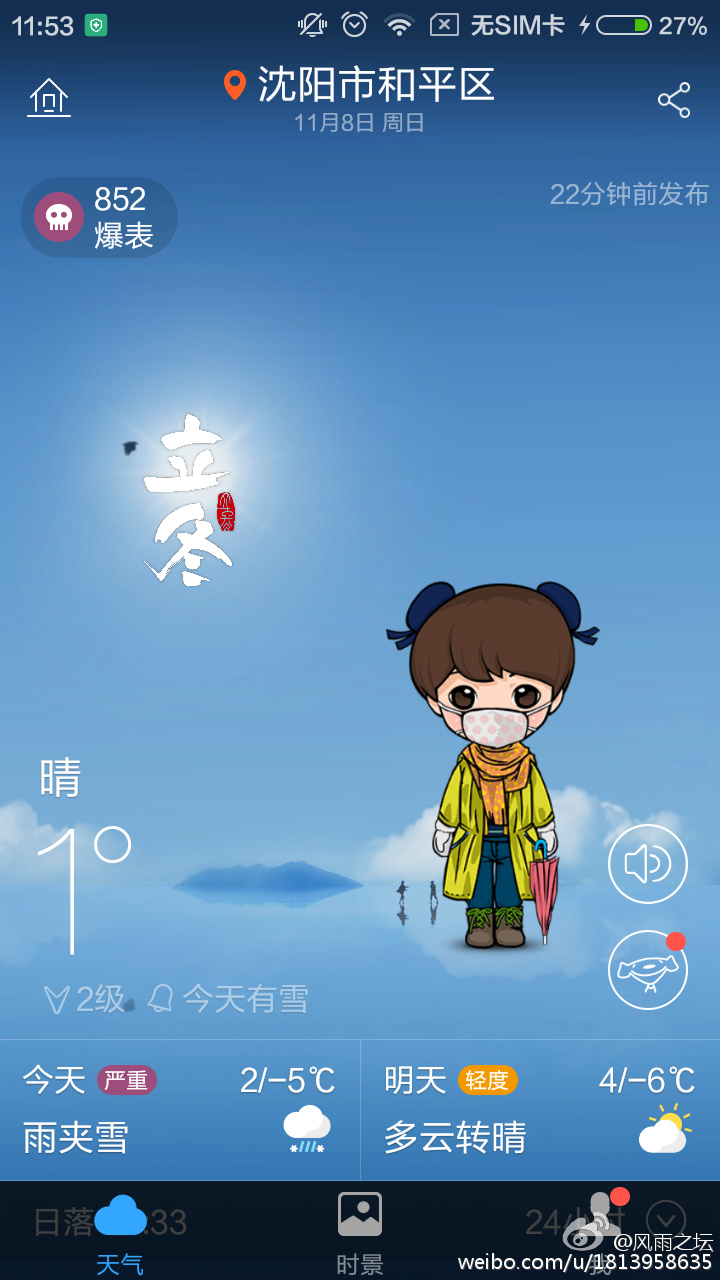 11:53 无SIM卡 27%
沈阳市和平区
11月8日 周日
852
爆表
22分钟前发布
立
冬
晴
1°
2级 今天有雪
今天 严重 2/-5℃
明天 轻度 4/-6℃
雨夹雪
多云转晴
日落 :33
24小时
天气
时景
我
@风雨之坛
weibo.com/u/1813958635